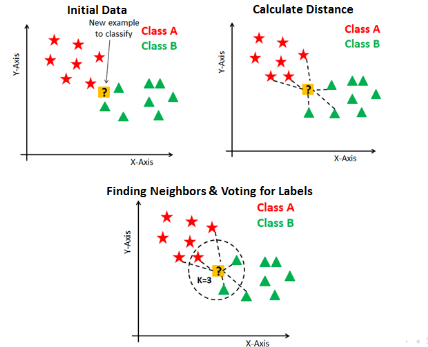 Initial Data
New example
to classify
Class A
Class B
?
Y-Axis
X-Axis
Calculate Distance
Class A
Class B
?
Y-Axis
X-Axis
Finding Neighbors & Voting for Labels
Class A
Class B
?
K=3
Y-Axis
X-Axis